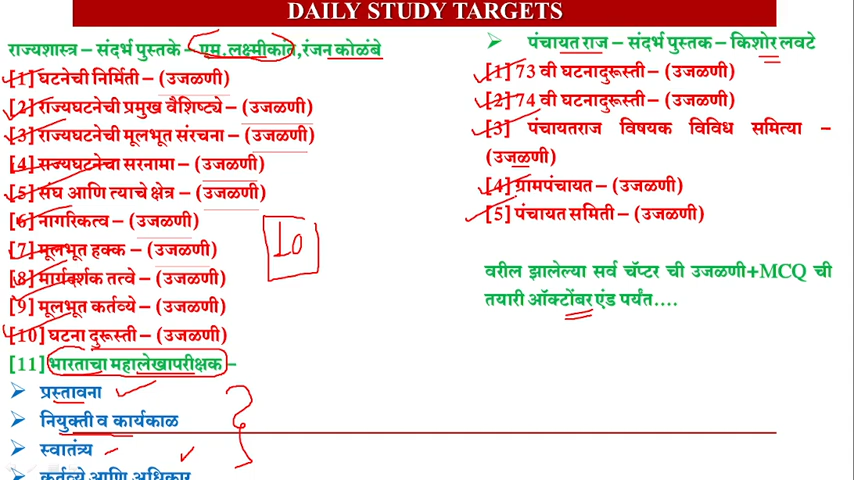 DAILY STUDY TARGETS
राज्यशास्त्र – संदर्भ पुस्तके – एम.लक्ष्मीकांत,रंजन कोळंबे
[1] घटनेची निर्मिती – (उजळणी)
[2] राज्यघटनेची प्रमुख वैशिष्ट्ये – (उजळणी)
[3] राज्यघटनेची मूलभूत संरचना – (उजळणी)
[4] राज्यघटनेचा सरनामा – (उजळणी)
[5] संघ आणि त्याचे क्षेत्र – (उजळणी)
[6] नागरिकत्व – (उजळणी)
[7] मूलभूत हक्क – (उजळणी)
[8] मार्गदर्शक तत्वे – (उजळणी)
[9] मूलभूत कर्तव्ये – (उजळणी)
[10] घटना दुरूस्ती – (उजळणी)
[11] भारताचा महालेखापरीक्षक –
प्रस्तावना
नियुक्ती व कार्यकाळ
स्वातंत्र्य
कर्तव्ये आणि अधिकार
10
पंचायत राज – संदर्भ पुस्तक – किशोर लवटे
[1] 73 वी घटनादुरूस्ती – (उजळणी)
[2] 74 वी घटनादुरूस्ती – (उजळणी)
[3] पंचायतराज विषयक विविध समित्या –
(उजळणी)
[4] ग्रामपंचायत – (उजळणी)
[5] पंचायत समिती – (उजळणी)
वरील झालेल्या सर्व चॅप्टर ची उजळणी+MCQ ची
तयारी ऑक्टोंबर एंड पर्यंत....